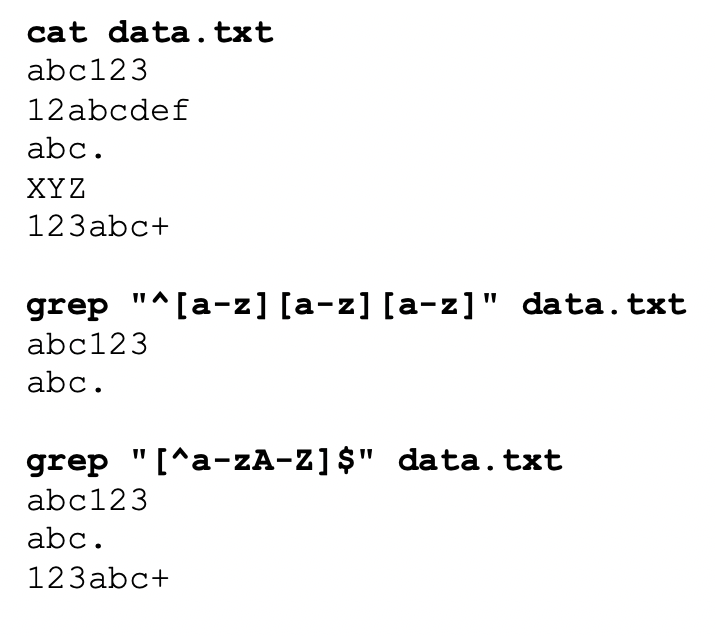 cat data.txt
abc123
12abcdef
abc.
XYZ
123abc+
grep "^[a-z][a-z][a-z]" data.txt
abc123
abc.
grep "[^a-zA-Z]$" data.txt
abc123
abc.
123abc+